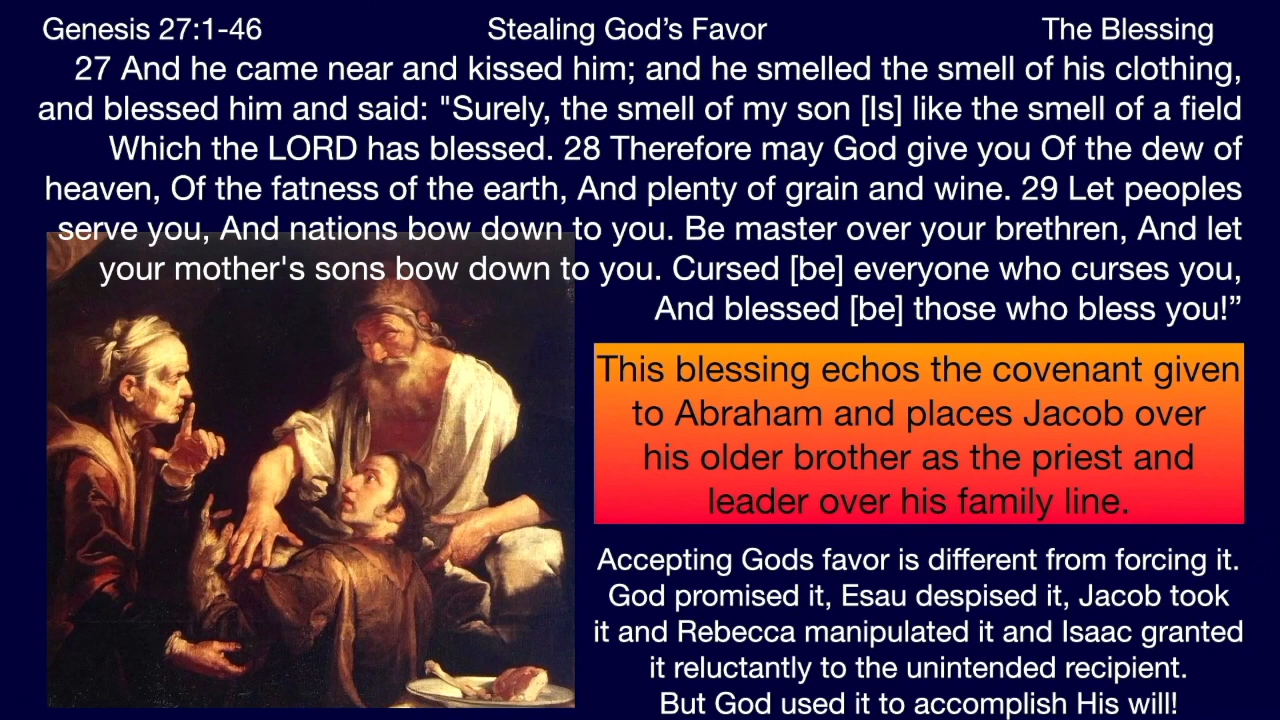 Genesis 27:1-46 Stealing God’s Favor The Blessing
27 And he came near and kissed him; and he smelled the smell of his clothing,
and blessed him and said: "Surely, the smell of my son [Is] like the smell of a field
Which the LORD has blessed. 28 Therefore may God give you Of the dew of
heaven, Of the fatness of the earth, And plenty of grain and wine. 29 Let peoples
serve you, And nations bow down to you. Be master over your brethren, And let
your mother's sons bow down to you. Cursed [be] everyone who curses you,
And blessed [be] those who bless you!”
This blessing echos the covenant given
to Abraham and places Jacob over
his older brother as the priest and
leader over his family line.
Accepting Gods favor is different from forcing it.
God promised it, Esau despised it, Jacob took
it and Rebecca manipulated it and Isaac granted
it reluctantly to the unintended recipient.
But God used it to accomplish His will!